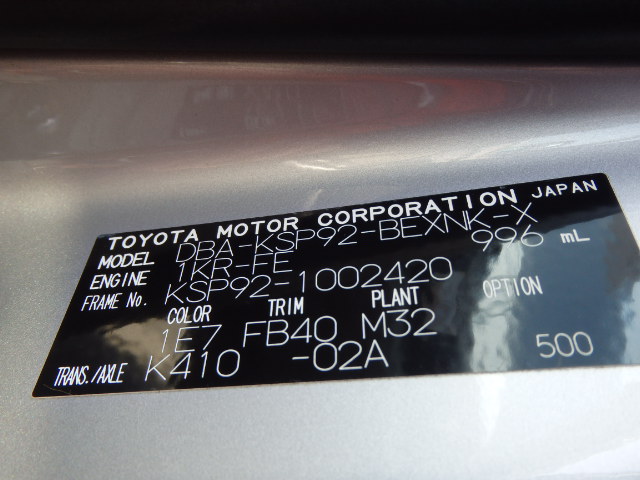 TOYOTA MOTOR CORPORATION JAPAN
MODEL DBA-KSP92-BEXNK-X
ENGINE 1KR-FE 996 mL
FRAME No. KSP92-1002420
COLOR TRIM PLANT OPTION
1E7 FB40 M32
TRANS./AXLE K410 -02A 500